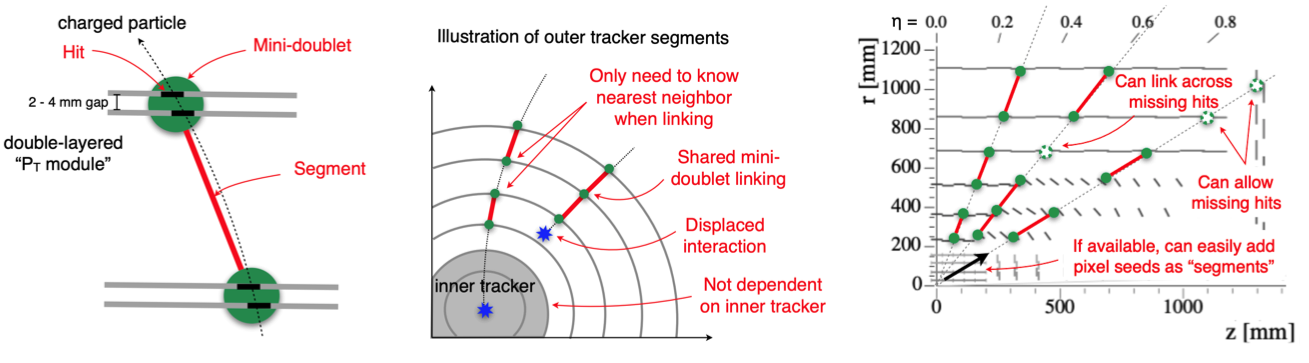 charged particle
Hit
Mini-doublet
2 - 4 mm gap
double-layered
“PT module”
Segment
Illustration of outer tracker segments
Only need to know
nearest neighbor
when linking
Shared mini-
doublet linking
Displaced
interaction
inner tracker
Not dependent
on inner tracker
η = 0.0 0.2 0.4 0.6 0.8
r [mm]
1200
1000
800
600
400
200
0
Can link across
missing hits
Can allow
missing hits
If available, can easily add
pixel seeds as “segments”
0 500 1000
z [mm]